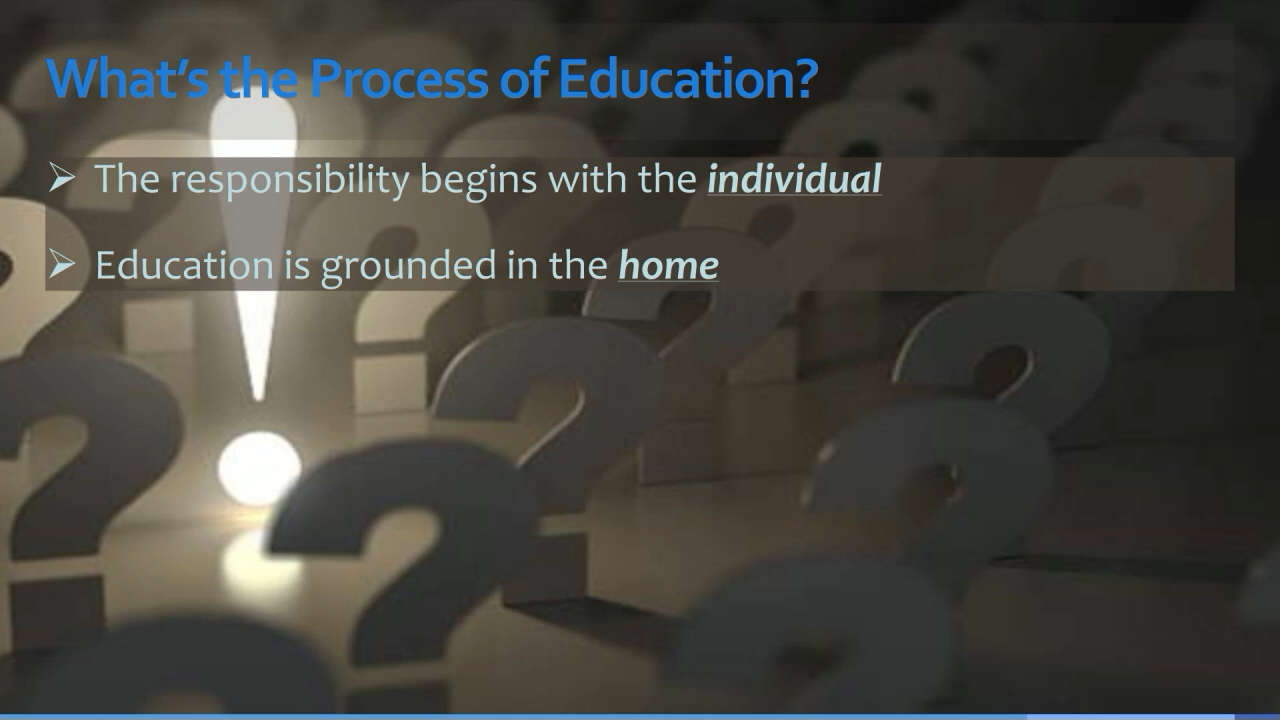 What's the Process of Education?
➢ The responsibility begins with the individual
➢ Education is grounded in the home